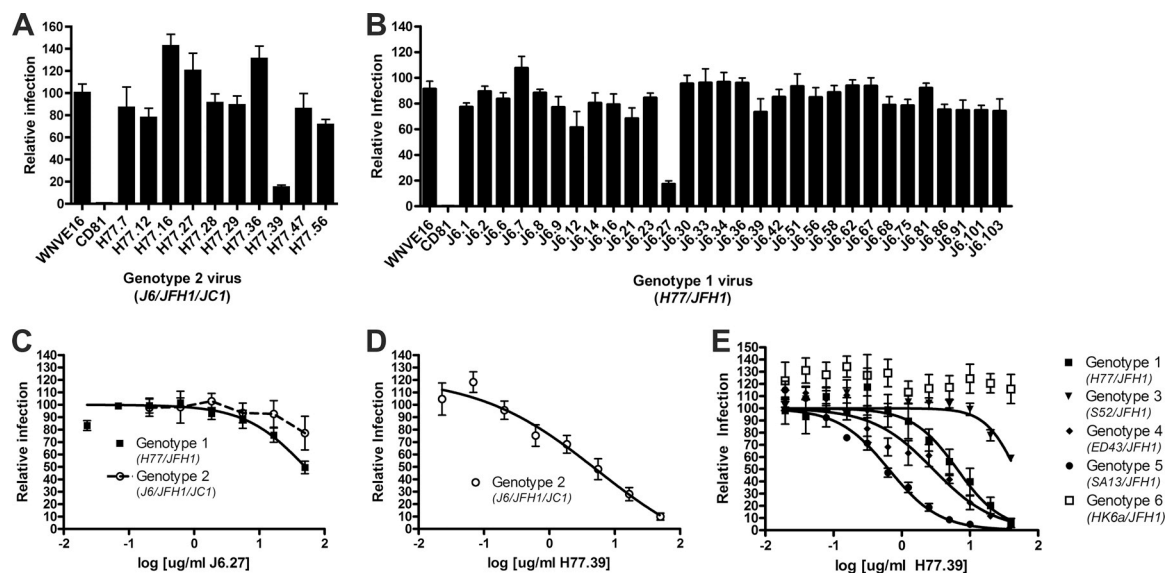 A
Relative infection
160
140
120
100
80
60
40
20
0
WNVE16
CD81
H77.7
H77.12
H77.16
H77.27
H77.28
H77.29
H77.36
H77.39
H77.47
H77.56
Genotype 2 virus
(J6/JFH1/JC1)
B
Relative Infection
140
120
100
80
60
40
20
0
WNVE16
CD81
J6.1
J6.2
J6.6
J6.7
J6.8
J6.9
J6.12
J6.14
J6.16
J6.21
J6.23
J6.27
J6.30
J6.33
J6.34
J6.36
J6.39
J6.42
J6.51
J6.56
J6.58
J6.62
J6.67
J6.68
J6.75
J6.81
J6.86
J6.91
J6.101
J6.103
Genotype 1 virus
(H77/JFH1)
C
Relative infection
140
130
120
110
100
90
80
70
60
50
40
30
20
10
0
Genotype 1
(H77/JFH1)
Genotype 2
(J6/JFH1/JC1)
-2 -1 0 1 2
log [ug/ml J6.27]
D
Relative infection
140
130
120
110
100
90
80
70
60
50
40
30
20
10
0
Genotype 2
(J6/JFH1/JC1)
-2 -1 0 1 2
log [ug/ml H77.39]
E
Relative Infection
150
140
130
120
110
100
90
80
70
60
50
40
30
20
10
0
-2 -1 0 1 2
log [ug/ml H77.39]
Genotype 1
(H77/JFH1)
Genotype 3
(S52/JFH1)
Genotype 4
(ED43/JFH1)
Genotype 5
(SA13/JFH1)
Genotype 6
(HK6a/JFH1)